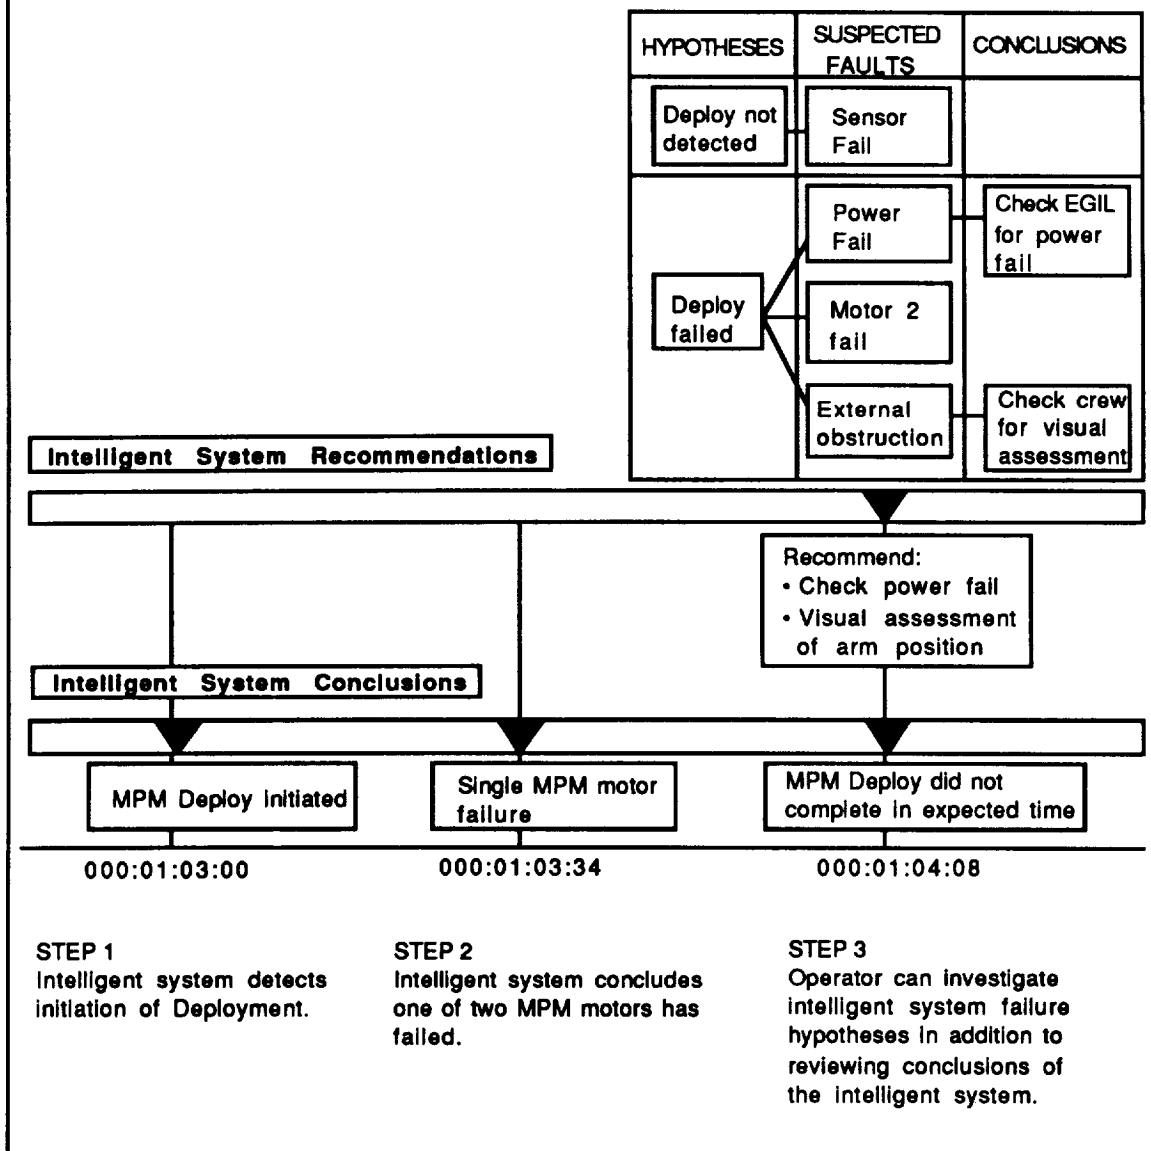 HYPOTHESES
SUSPECTED
FAULTS
CONCLUSIONS
Deploy not
detected
Sensor
Fail
Power
Fail
Check EGIL
for power
fail
Deploy
failed
Motor 2
fail
External
obstruction
Check crew
for visual
assessment
Intelligent System Recommendations
Recommend:
• Check power fail
• Visual assessment
of arm position
Intelligent System Conclusions
MPM Deploy initiated
Single MPM motor
failure
MPM Deploy did not
complete in expected time
000:01:03:00
000:01:03:34
000:01:04:08
STEP 1
Intelligent system detects
initiation of Deployment.
STEP 2
Intelligent system concludes
one of two MPM motors has
failed.
STEP 3
Operator can investigate
intelligent system failure
hypotheses in addition to
reviewing conclusions of
the intelligent system.